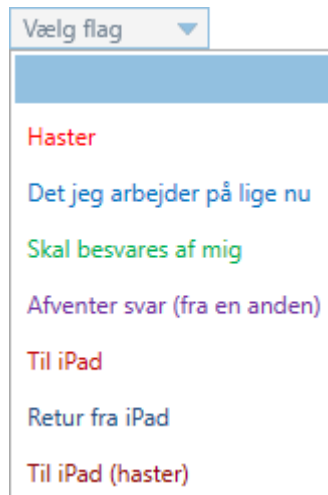 Vælg flag
Haster
Det jeg arbejder på lige nu
Skal besvares af mig
Afventer svar (fra en anden)
Til iPad
Retur fra iPad
Til iPad (haster)